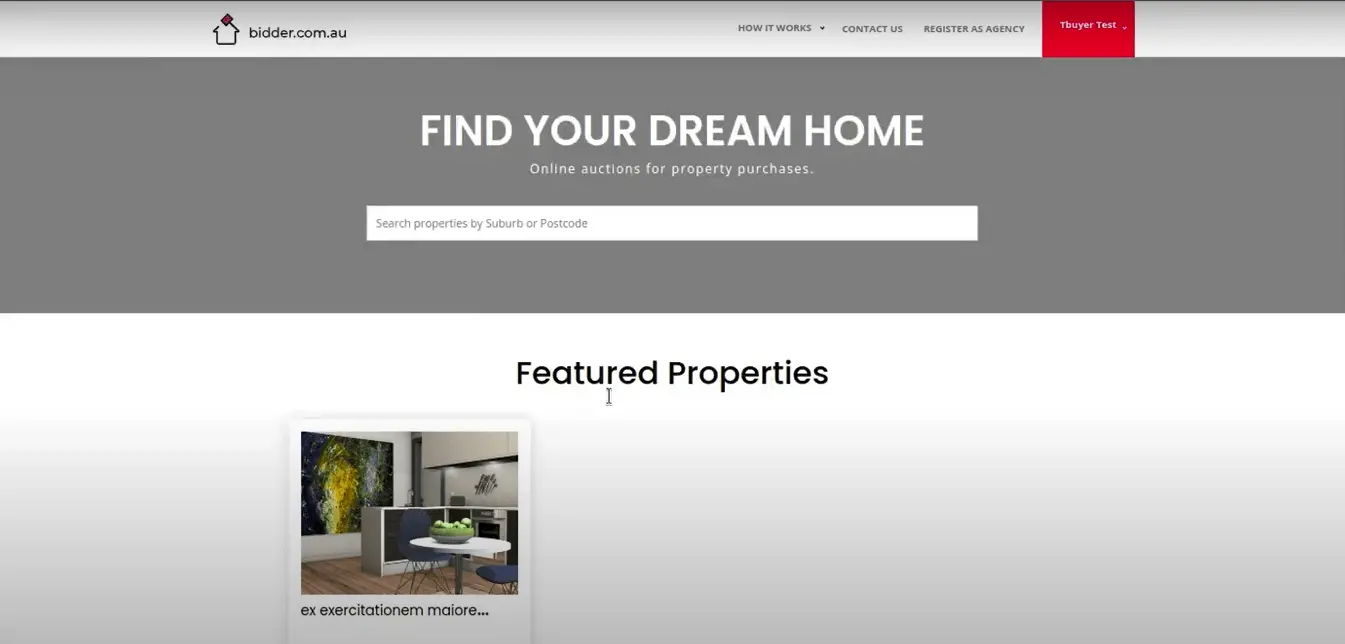 bidder.com.au
HOW IT WORKS
CONTACT US
REGISTER AS AGENCY
Tbuyer Test
FIND YOUR DREAM HOME
Online auctions for property purchases.
Search properties by Suburb or Postcode
Featured Properties
ex exercitationem maiore...